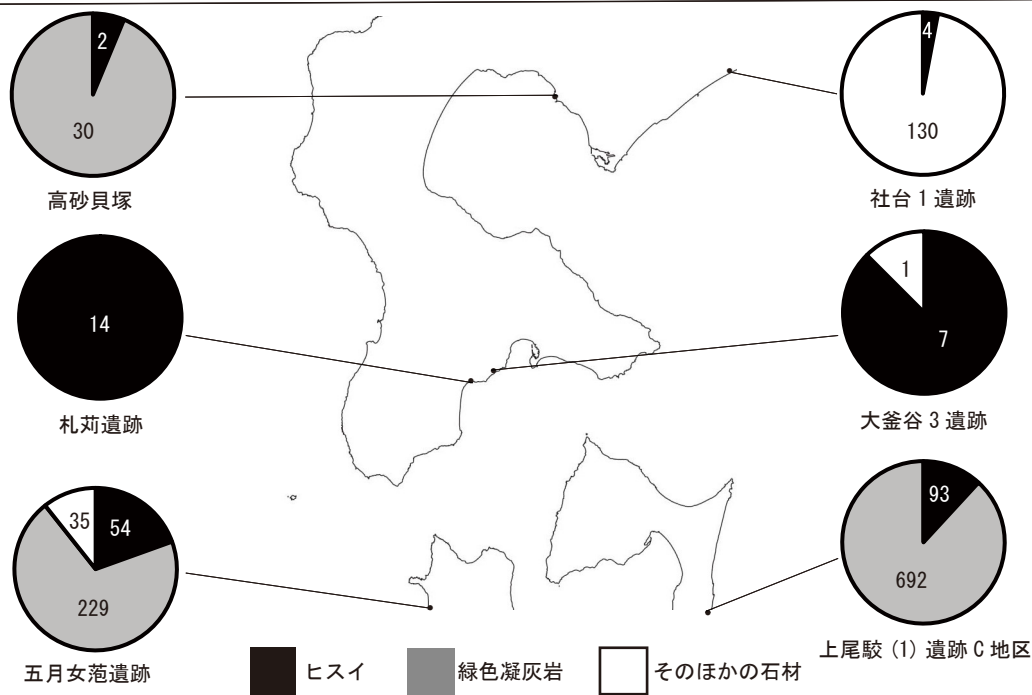 2
30
高砂貝塚
4
130
社台 1 遺跡
14
札苅遺跡
1
7
大釜谷 3 遺跡
35
54
229
五月女萢遺跡
93
692
上尾駮 (1) 遺跡 C 地区
ヒスイ
緑色凝灰岩
そのほかの石材